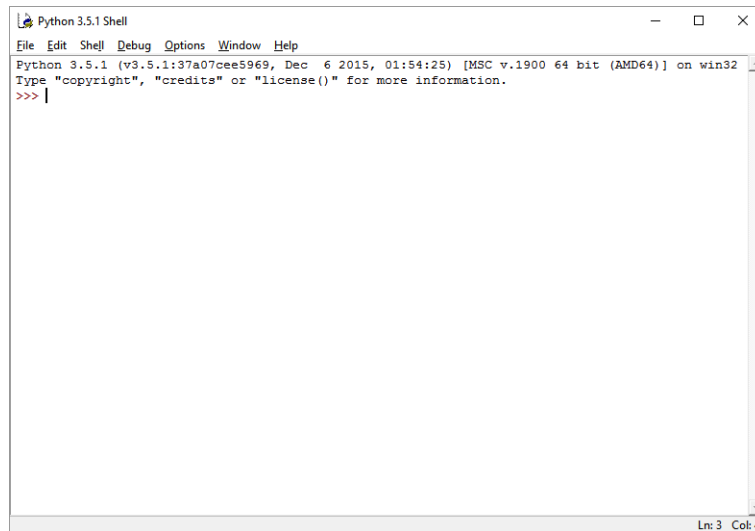 Python 3.5.1 Shell
File Edit Shell Debug Options Window Help
Python 3.5.1 (v3.5.1:37a07cee5969, Dec  6 2015, 01:54:25) [MSC v.1900 64 bit (AMD64)] on win32
Type "copyright", "credits" or "license()" for more information.
>>>
Ln: 3 Col: